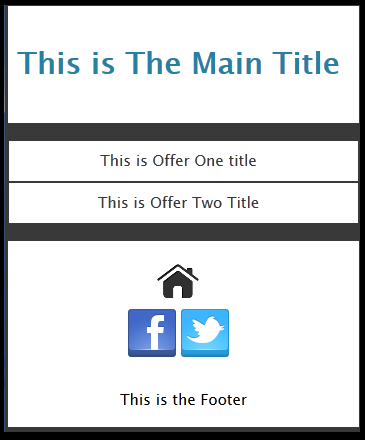 This is The Main Title
This is Offer One title
This is Offer Two Title
This is the Footer